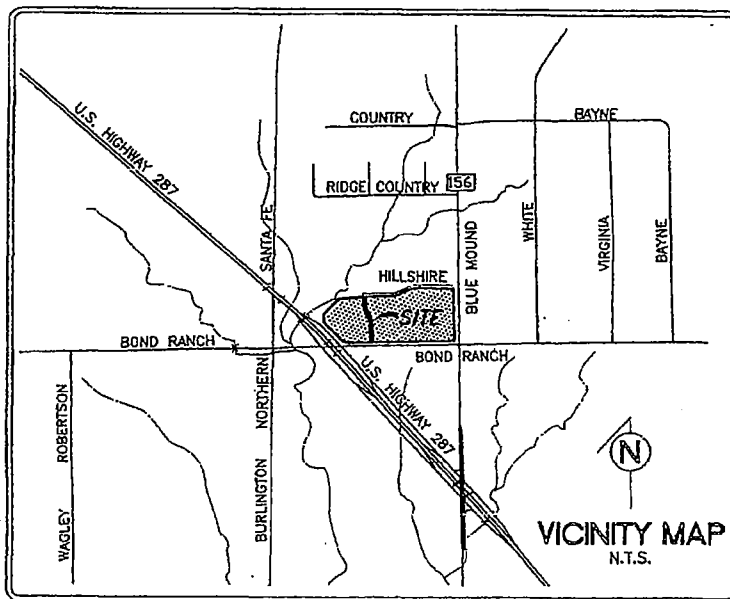 COUNTRY
BAYNE
U.S. HIGHWAY 287
RIDGE COUNTRY
156
SANTA FE
BLUE MOUND
WHITE
VIRGINIA
BAYNE
HILLSHIRE
SITE
BOND RANCH
BOND RANCH
U.S. HIGHWAY 287
WAGLEY ROBERTSON
BURLINGTON NORTHERN
N
VICINITY MAP
N.T.S.